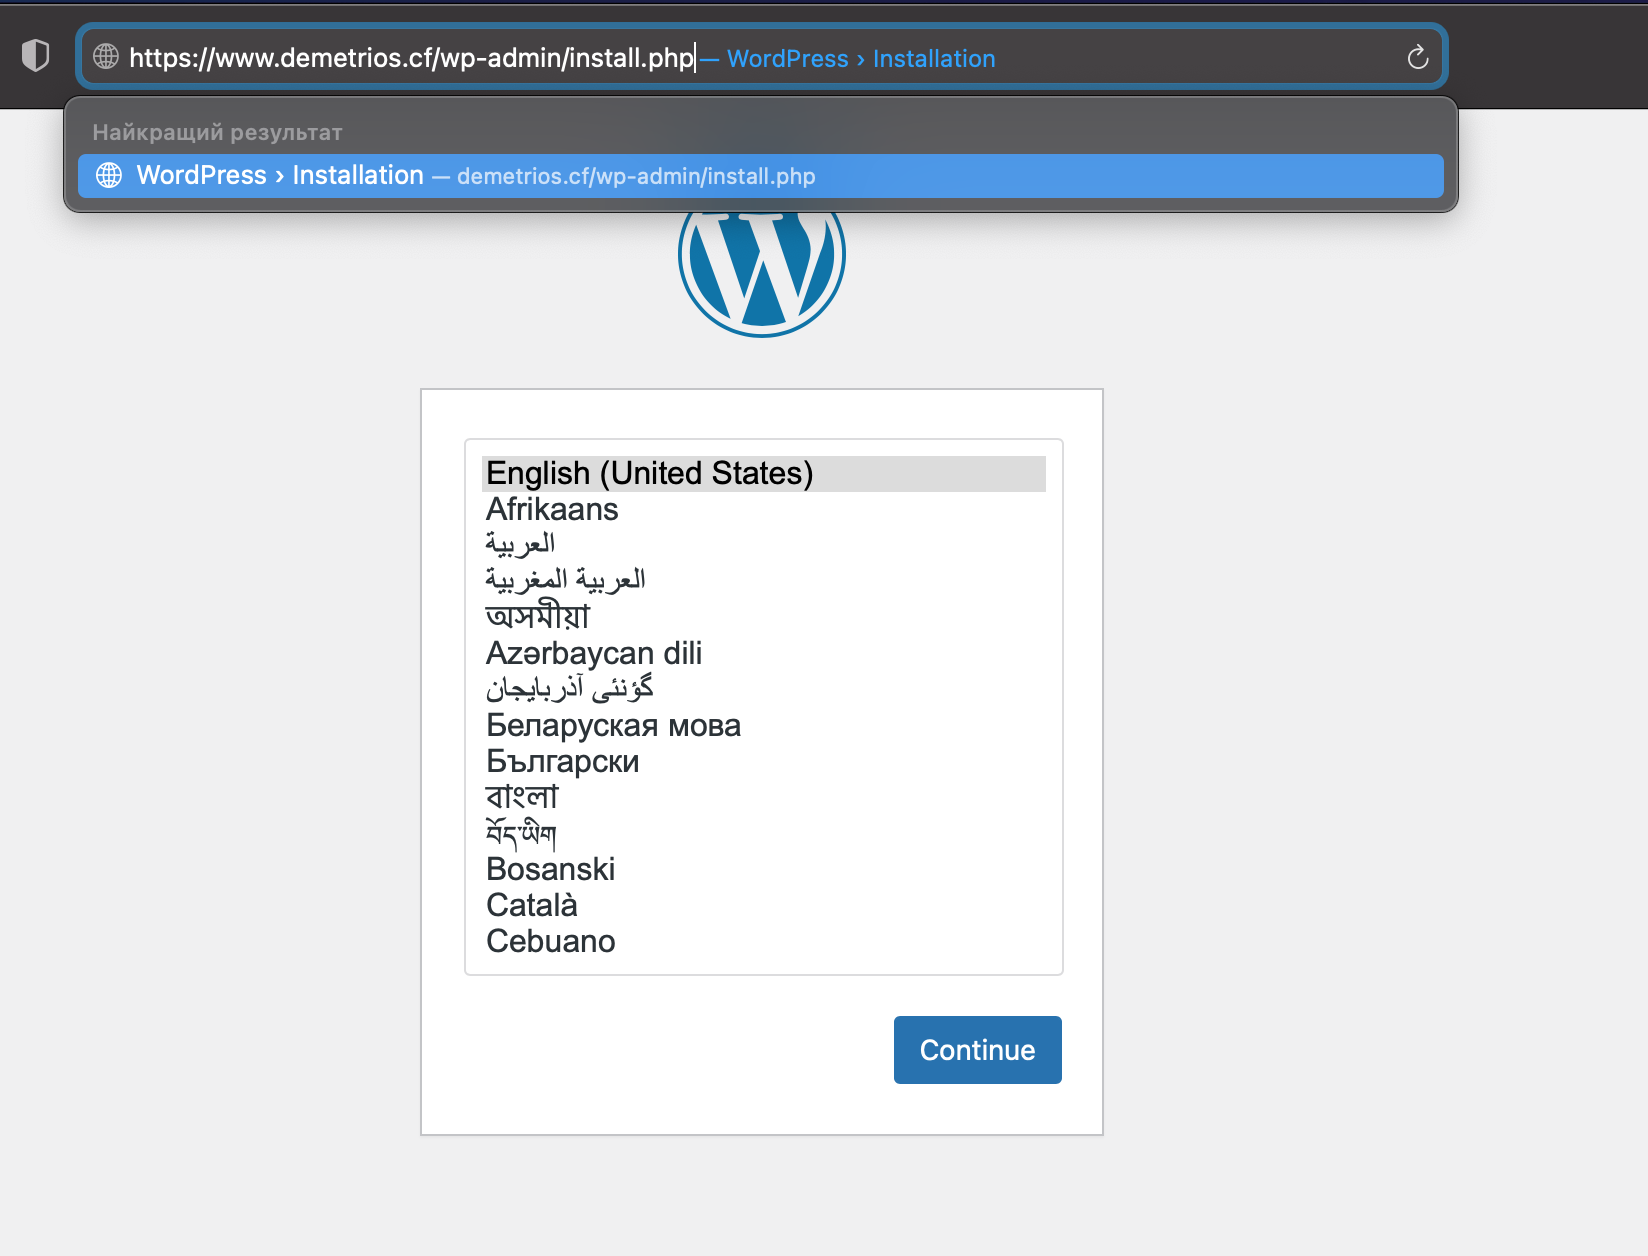 https://www.demetrios.cf/wp-admin/install.php — WordPress › Installation
Найкращий результат
WordPress › Installation — demetrios.cf/wp-admin/install.php
English (United States)
Afrikaans
العربية
العربية المغربية
অসমীয়া
Azərbaycan dili
گؤنئی آذربایجان
Беларуская мова
Български
বাংলা
བོད་ཡིག
Bosanski
Català
Cebuano
Continue